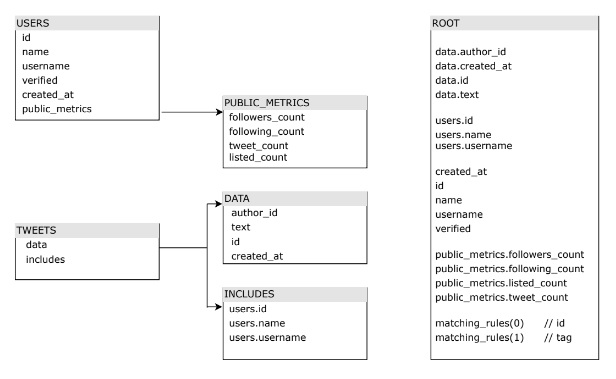 USERS
id
name
username
verified
created_at
public_metrics
PUBLIC_METRICS
followers_count
following_count
tweet_count
listed_count
TWEETS
data
includes
DATA
author_id
text
id
created_at
INCLUDES
users.id
users.name
users.username
ROOT
data.author_id
data.created_at
data.id
data.text
users.id
users.name
users.username
created_at
id
name
username
verified
public_metrics.followers_count
public_metrics.following_count
public_metrics.listed_count
public_metrics.tweet_count
matching_rules(0) // id
matching_rules(1) // tag